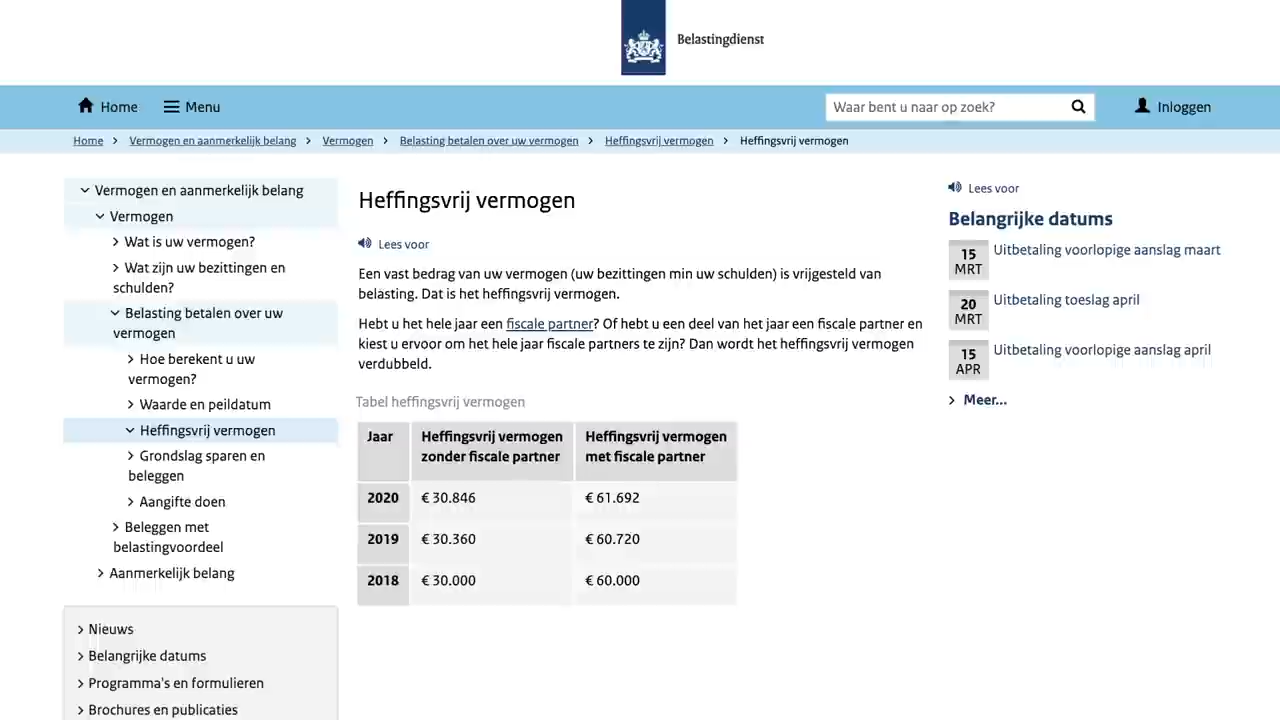 Belastingdienst
Home
Menu
Waar bent u naar op zoek?
Inloggen
Home > Vermogen en aanmerkelijk belang > Vermogen > Belasting betalen over uw vermogen > Heffingsvrij vermogen > Heffingsvrij vermogen
Vermogen en aanmerkelijk belang
Vermogen
Wat is uw vermogen?
Wat zijn uw bezittingen en
schulden?
Belasting betalen over uw
vermogen
Hoe berekent u uw
vermogen?
Waarde en peildatum
Heffingsvrij vermogen
Grondslag sparen en
beleggen
Aangifte doen
Beleggen met
belastingvoordeel
Aanmerkelijk belang
Nieuws
Belangrijke datums
Programma's en formulieren
Brochures en publicaties
Heffingsvrij vermogen
Lees voor
Een vast bedrag van uw vermogen (uw bezittingen min uw schulden) is vrijgesteld van
belasting. Dat is het heffingsvrij vermogen.
Hebt u het hele jaar een fiscale partner? Of hebt u een deel van het jaar een fiscale partner en
kiest u ervoor om het hele jaar fiscale partners te zijn? Dan wordt het heffingsvrij vermogen
verdubbeld.
Tabel heffingsvrij vermogen
Jaar
Heffingsvrij vermogen
zonder fiscale partner
Heffingsvrij vermogen
met fiscale partner
2020 € 30.846 € 61.692
2019 € 30.360 € 60.720
2018 € 30.000 € 60.000
Lees voor
Belangrijke datums
15
MRT
Uitbetaling voorlopige aanslag maart
20
MRT
Uitbetaling toeslag april
15
APR
Uitbetaling voorlopige aanslag april
Meer...